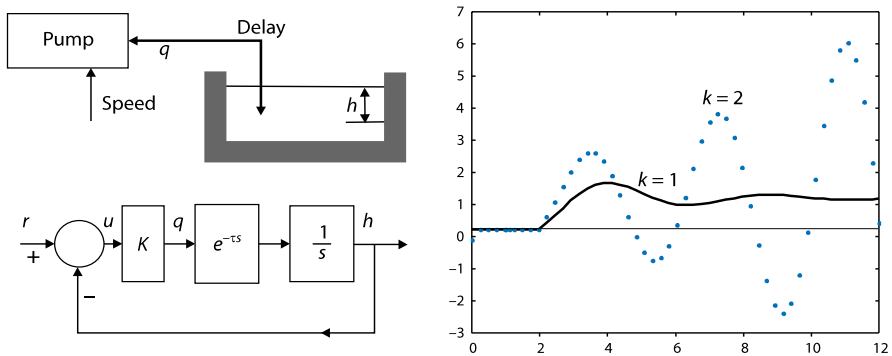 Pump
q
Delay
Speed
h
r
+
u
K
q
e^{-τs}
1
s
h
−
7
6
5
4
3
2
1
0
−1
−2
−3
0
2
4
6
8
10
12
k = 2
k = 1